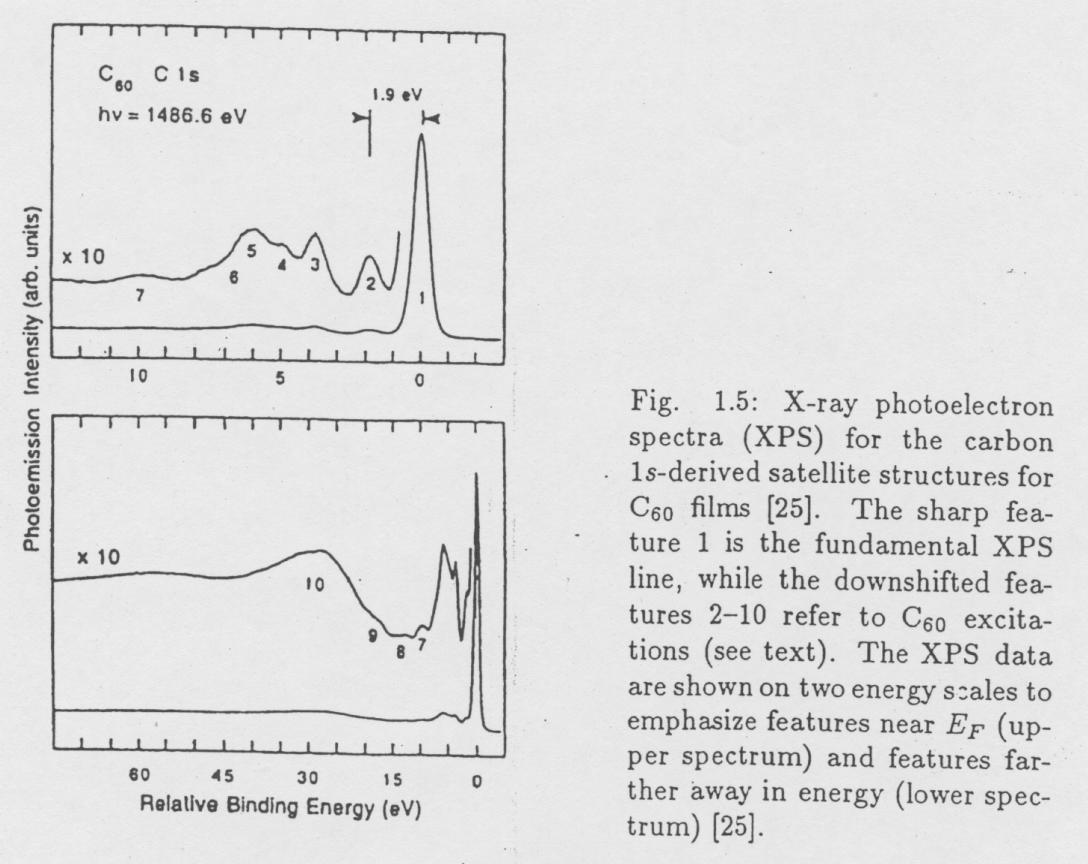 C60 C 1s
hν = 1486.6 eV
1.9 eV
x 10
7
6
5
4
3
2
1
10
5
0
Photoemission Intensity (arb. units)
x 10
10
9
8
7
60
45
30
15
0
Relative Binding Energy (eV)
Fig. 1.5: X-ray photoelectron
spectra (XPS) for the carbon
1s-derived satellite structures for
C60 films [25]. The sharp fea-
ture 1 is the fundamental XPS
line, while the downshifted fea-
tures 2–10 refer to C60 excita-
tions (see text). The XPS data
are shown on two energy scales to
emphasize features near EF (up-
per spectrum) and features far-
ther away in energy (lower spec-
trum) [25].